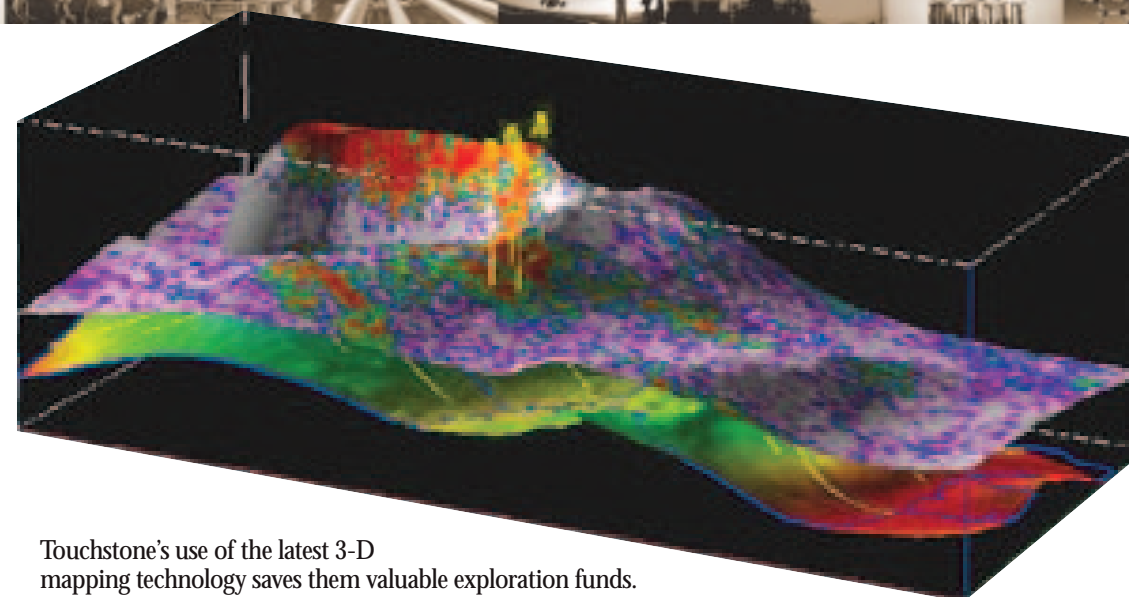 Touchstone’s use of the latest 3-D
mapping technology saves them valuable exploration funds.